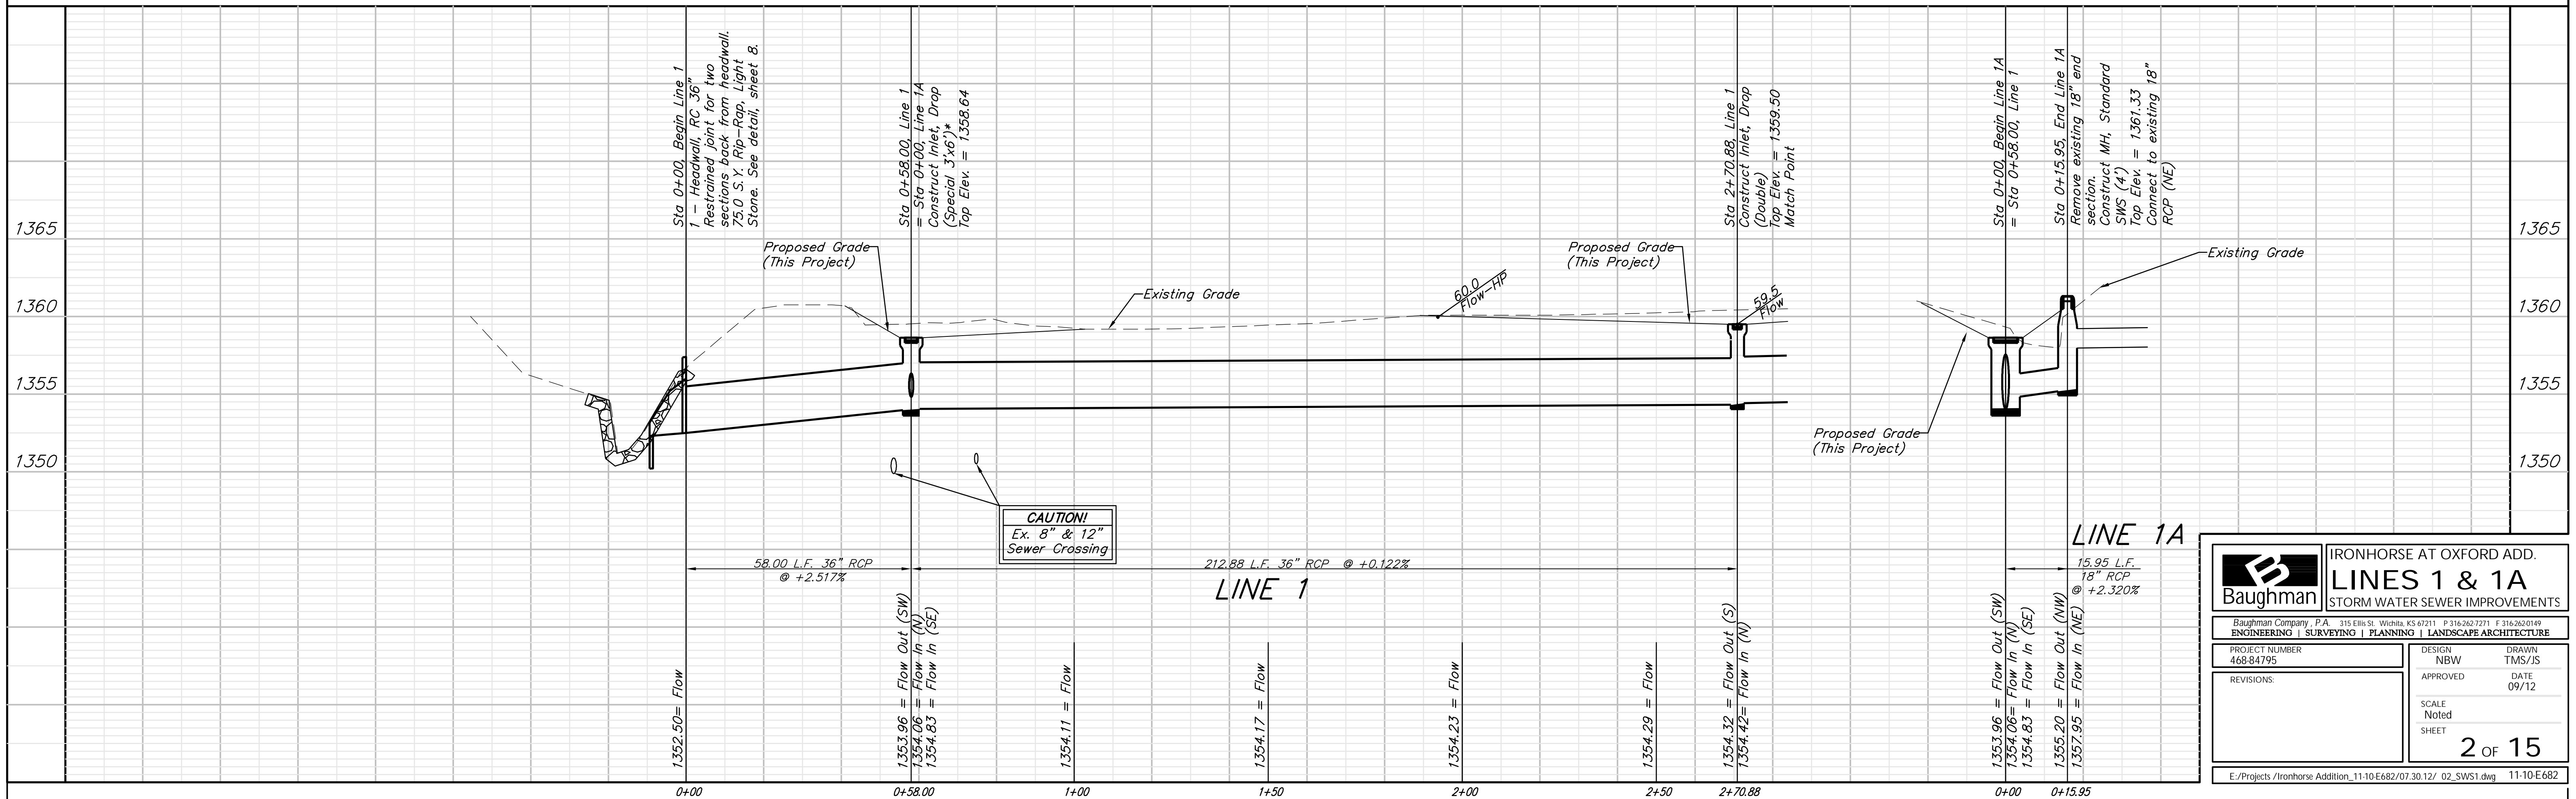 Sta 0+00, Begin Line 1
1 - Headwall, RC 36"
Restrained joint for two
sections back from headwall.
75.0 S.Y. Rip-Rap, Light
Stone. See detail, sheet 8.
Sta 0+58.00, Line 1
= Sta 0+00, Line 1A
Construct Inlet, Drop
(Special 3'x6')*
Top Elev. = 1358.64
Sta 2+70.88, Line 1
Construct Inlet, Drop
(Double)
Top Elev. = 1359.50
Match Point
Sta 0+00, Begin Line 1A
= Sta 0+58.00, Line 1
Sta 0+15.95, End Line 1A
Remove existing 18" end
section.
Construct MH, Standard
SWS (4')
Top Elev. = 1361.33
Connect to existing 18"
RCP (NE)
1365
1360
1355
1350
1365
1360
1355
1350
Proposed Grade
(This Project)
Existing Grade
60.0
Flow-HP
Proposed Grade
(This Project)
59.5
Flow
Existing Grade
Proposed Grade
(This Project)
CAUTION!
Ex. 8" & 12"
Sewer Crossing
58.00 L.F. 36" RCP
@ +2.517%
212.88 L.F. 36" RCP @ +0.122%
LINE 1
LINE 1A
15.95 L.F.
18" RCP
@ +2.320%
1352.50= Flow
1353.96 = Flow Out (SW)
1354.06 = Flow In (N)
1354.83 = Flow In (SE)
1354.11 = Flow
1354.17 = Flow
1354.23 = Flow
1354.29 = Flow
1354.32 = Flow Out (S)
1354.42= Flow In (N)
1353.96 = Flow Out (SW)
1354.06= Flow In (N)
1354.83 = Flow In (SE)
1355.20 = Flow Out (NW)
1357.95 = Flow In (NE)
0+00
0+58.00
1+00
1+50
2+00
2+50
2+70.88
0+00
0+15.95
B
Baughman
IRONHORSE AT OXFORD ADD.
LINES 1 & 1A
STORM WATER SEWER IMPROVEMENTS
Baughman Company, P.A. 315 Ellis St. Wichita, KS 67211 P 316-262-7271 F 316-262-0149
ENGINEERING | SURVEYING | PLANNING | LANDSCAPE ARCHITECTURE
PROJECT NUMBER
468-84795
REVISIONS:
DESIGN
NBW
DRAWN
TMS/JS
APPROVED
DATE
09/12
SCALE
Noted
SHEET
2 OF 15
E:/Projects /Ironhorse Addition_11-10-E682/07.30.12/ 02_SWS1.dwg 11-10-E682